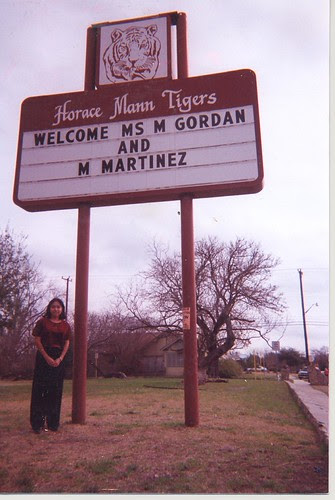 Horace Mann Tigers
WELCOME MS M GORDAN
AND
M MARTINEZ